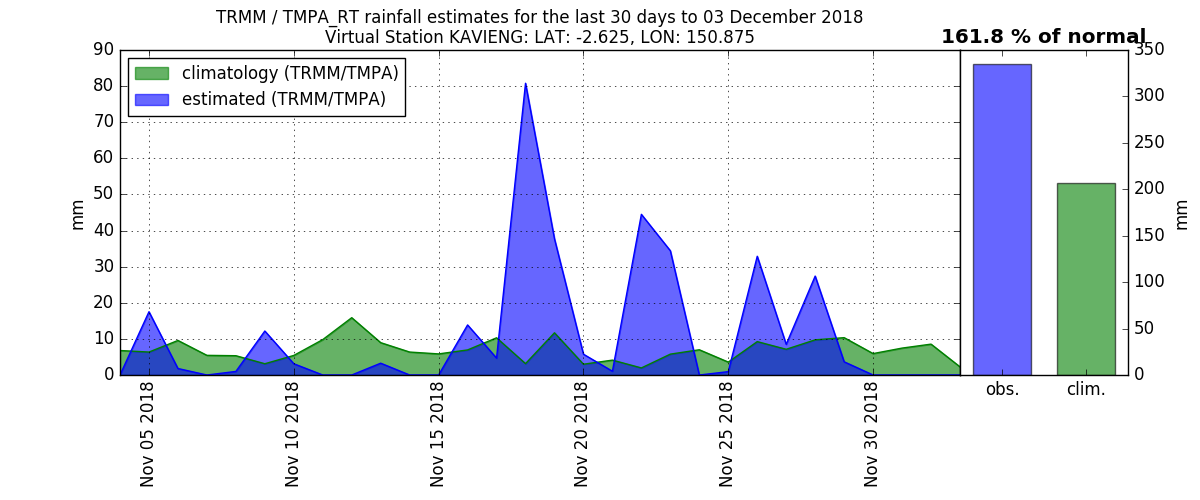 TRMM / TMPA_RT rainfall estimates for the last 30 days to 03 December 2018
Virtual Station KAVIENG: LAT: -2.625, LON: 150.875
161.8 % of normal
climatology (TRMM/TMPA)
estimated (TRMM/TMPA)
90
80
70
60
50
40
30
20
10
0
mm
Nov 05 2018
Nov 10 2018
Nov 15 2018
Nov 20 2018
Nov 25 2018
Nov 30 2018
obs.
clim.
350
300
250
200
150
100
50
0
mm